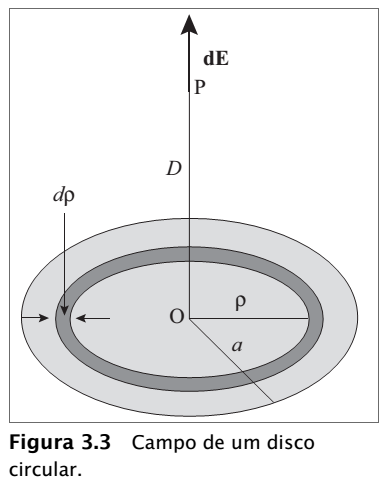 dE
P
D
dρ
ρ
O
a
Figura 3.3 Campo de um disco
circular.